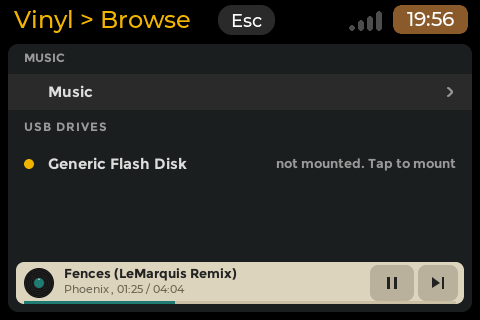 Vinyl > Browse
Esc
19:56
MUSIC
Music
USB DRIVES
Generic Flash Disk
not mounted. Tap to mount
Fences (LeMarquis Remix)
Phoenix, 01:25 / 04:04